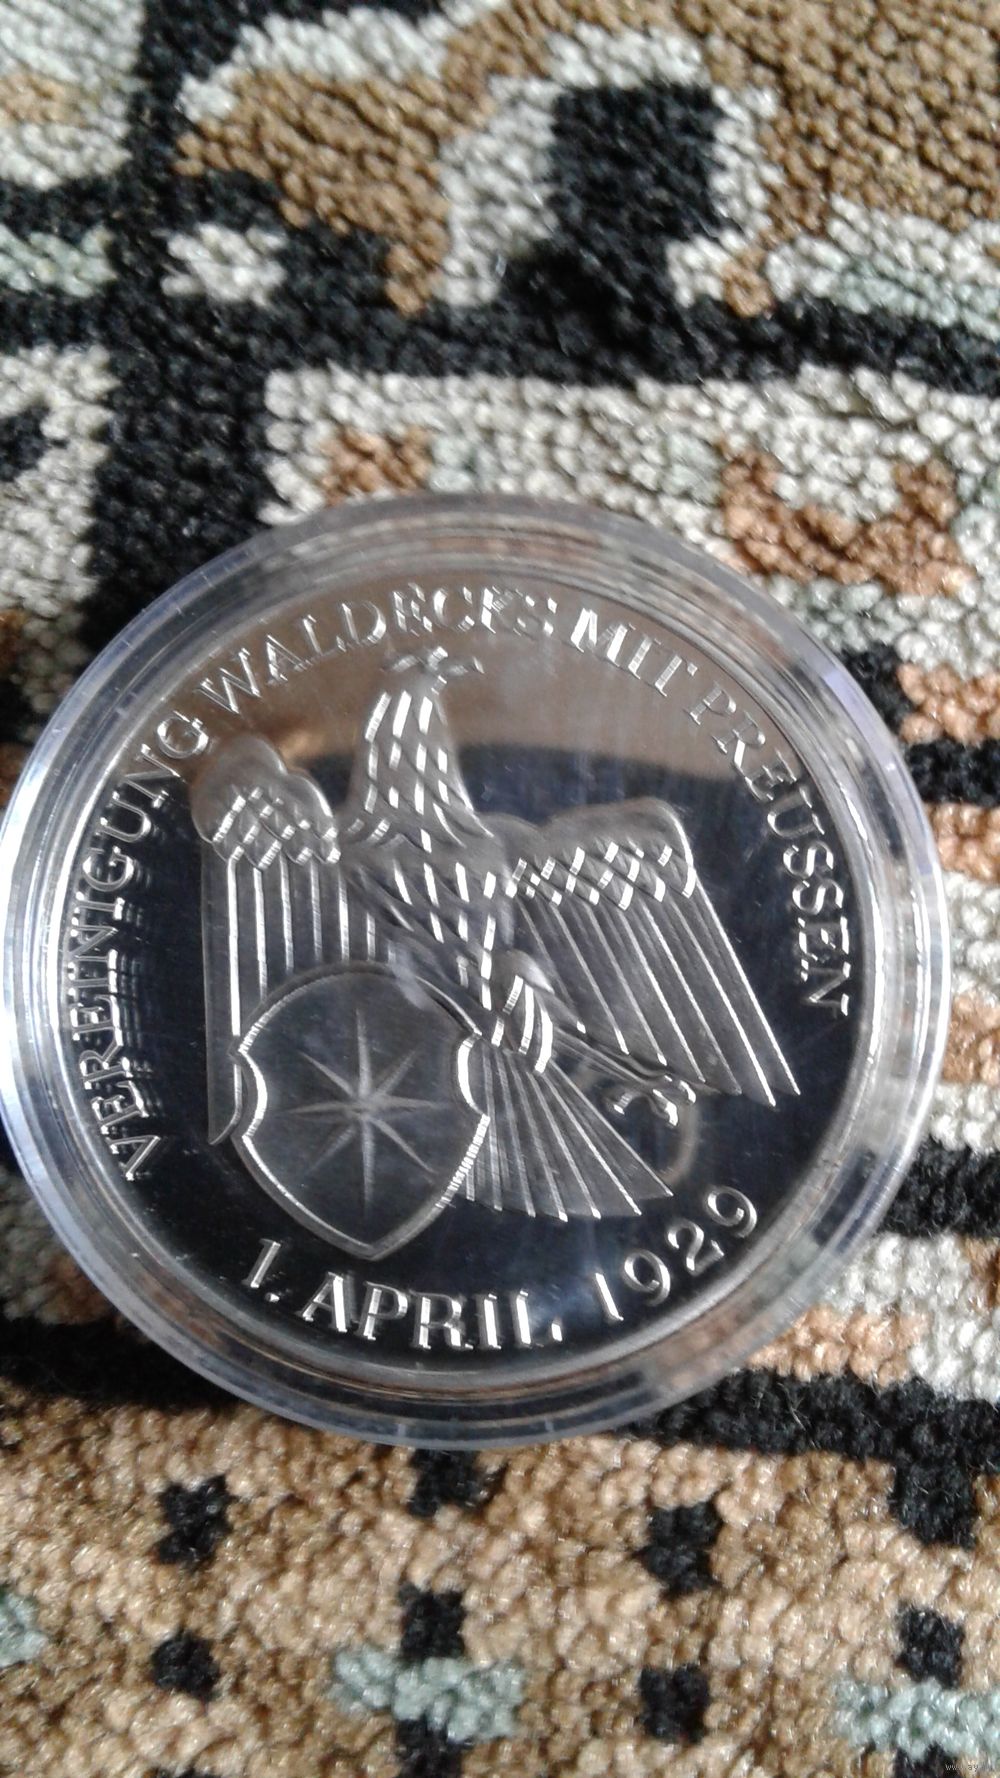 VEREINIGUNG WALDECKS MIT PREUSSEN
1. APRIL 1929